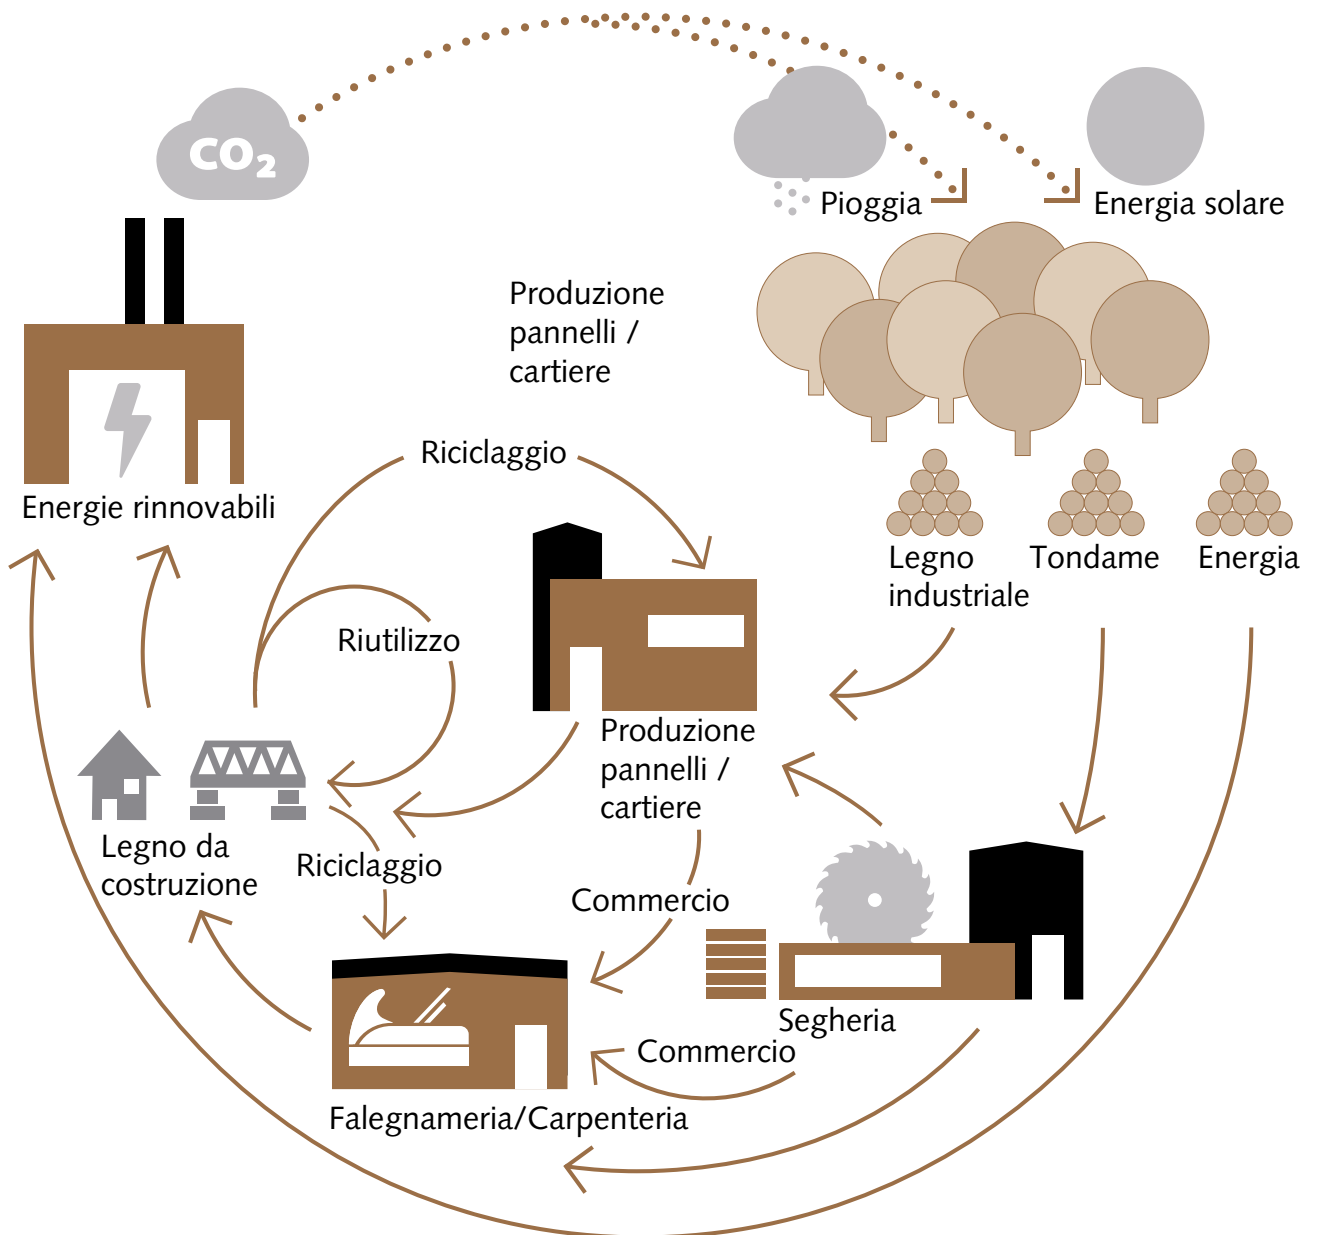 CO₂
Pioggia
Energia solare
Produzione
pannelli /
cartiere
Riciclaggio
Energie rinnovabili
Legno
industriale
Tondame
Energia
Riutilizzo
Produzione
pannelli /
cartiere
Legno da
costruzione
Riciclaggio
Commercio
Segheria
Commercio
Falegnameria/Carpenteria